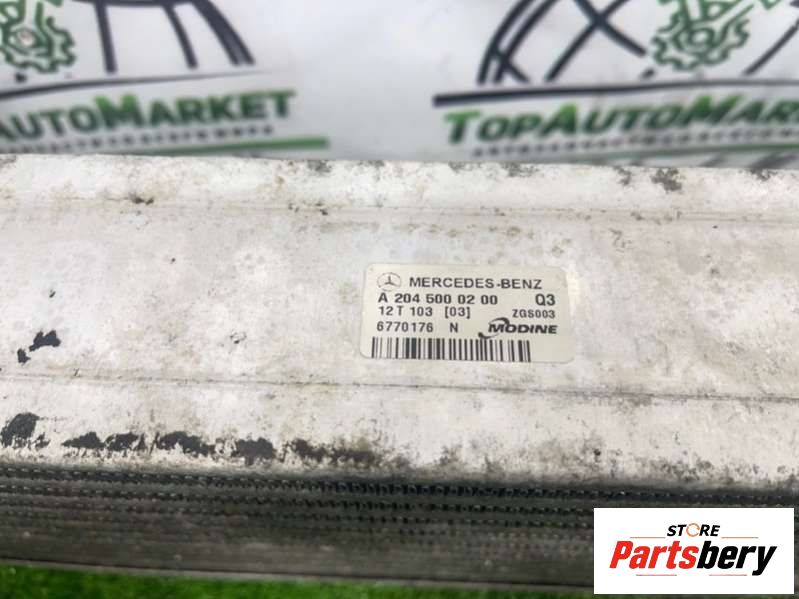 TopAutoMarket
TopAutoMarket
MERCEDES-BENZ
A 204 500 02 00 Q3
12 T 103 [03] ZGS003
6770176 N MODINE
STORE
Partsbery